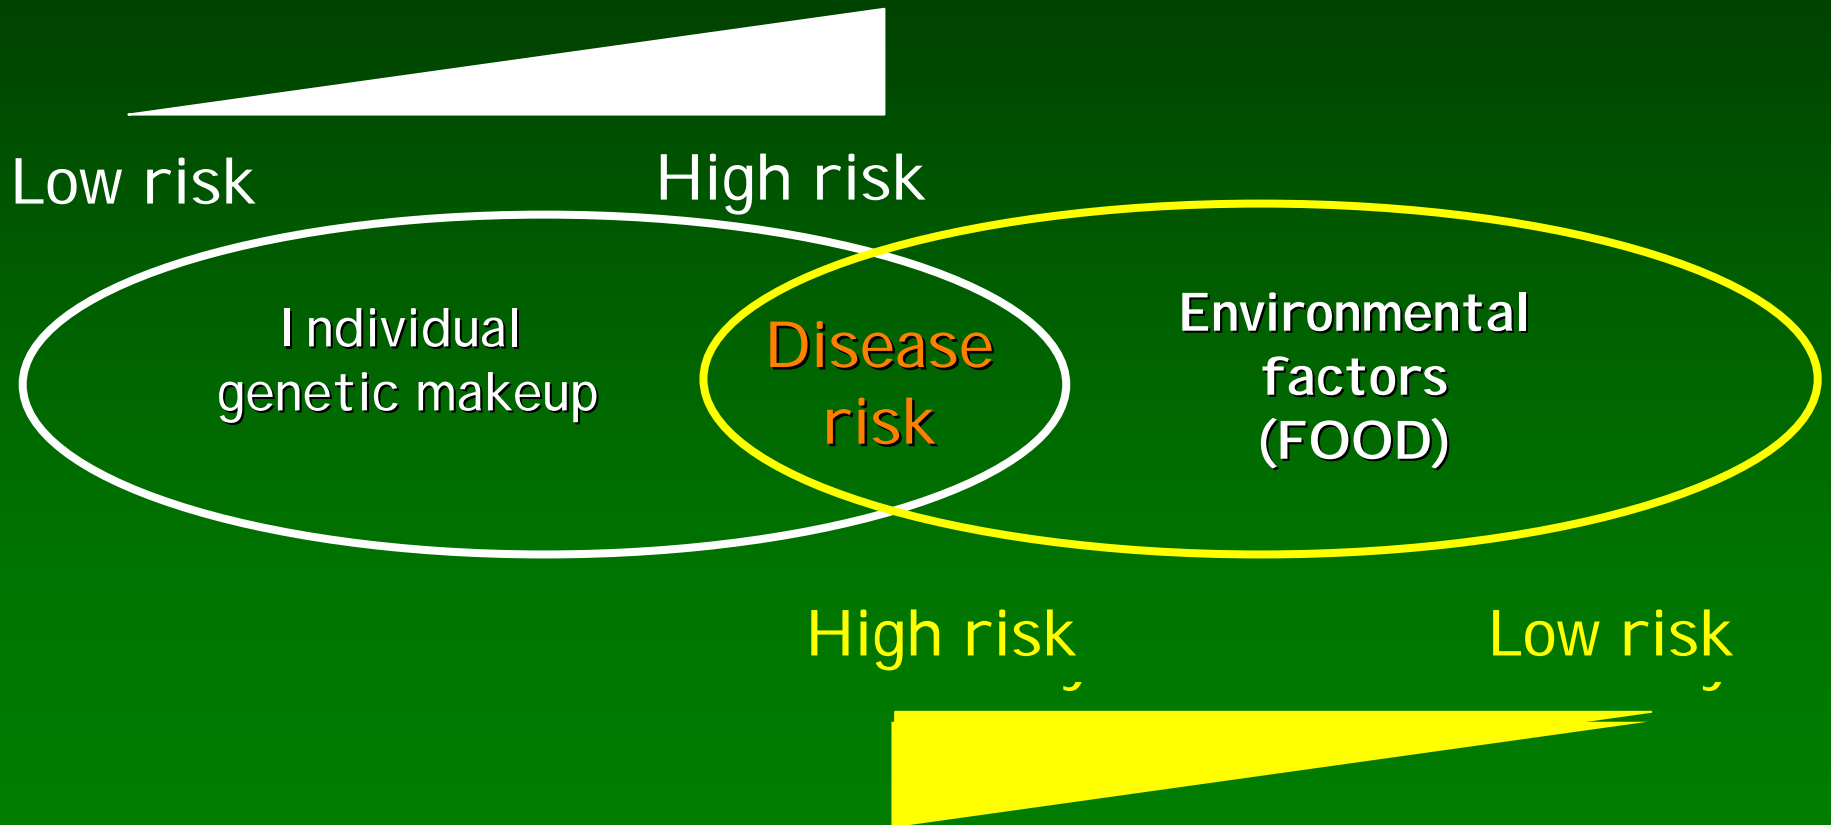 Low risk
High risk
Individual
genetic makeup
Disease
risk
Environmental
factors
(FOOD)
High risk
Low risk